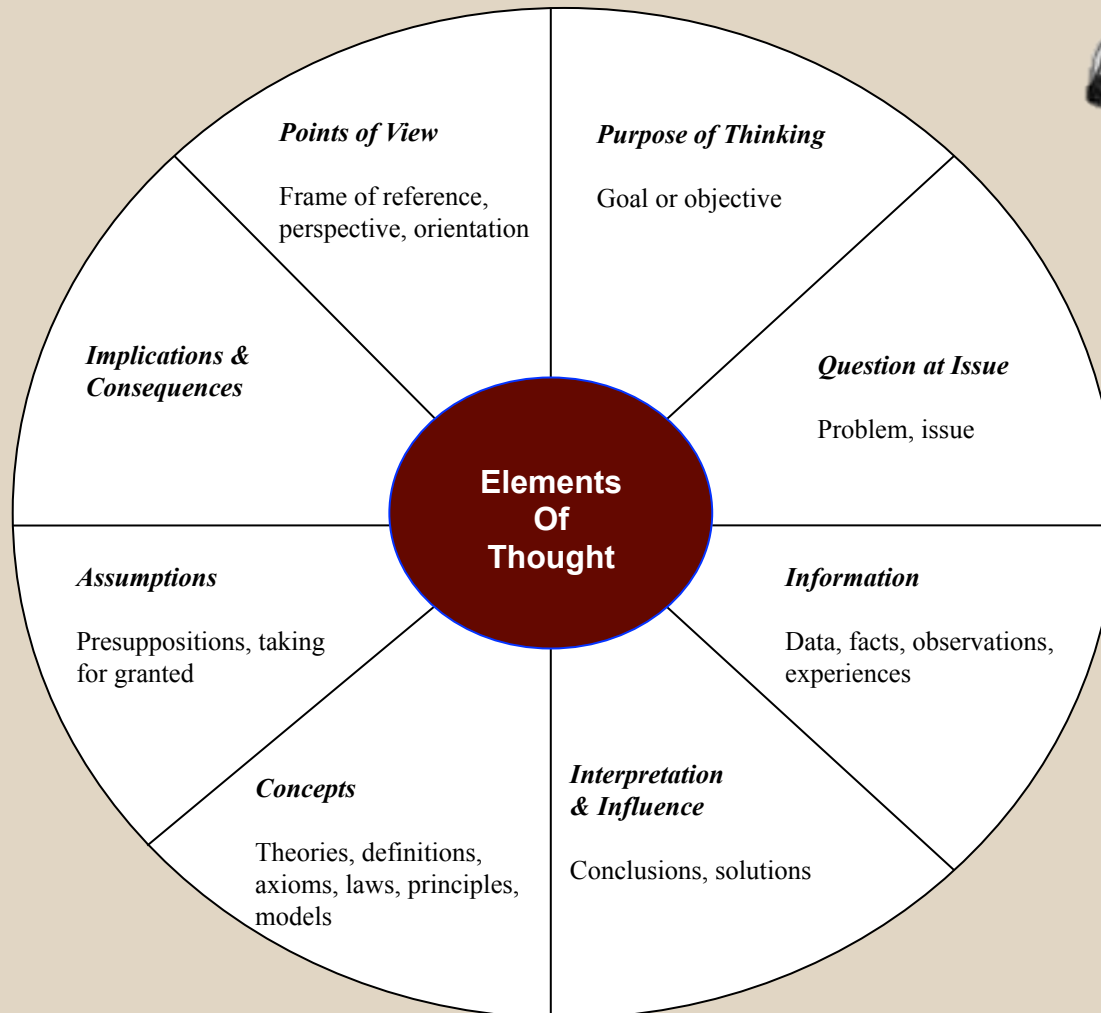 Points of View
Frame of reference,
perspective, orientation
Purpose of Thinking
Goal or objective
Question at Issue
Problem, issue
Information
Data, facts, observations,
experiences
Interpretation
& Influence
Conclusions, solutions
Concepts
Theories, definitions,
axioms, laws, principles,
models
Assumptions
Presuppositions, taking
for granted
Implications &
Consequences
Elements
Of
Thought